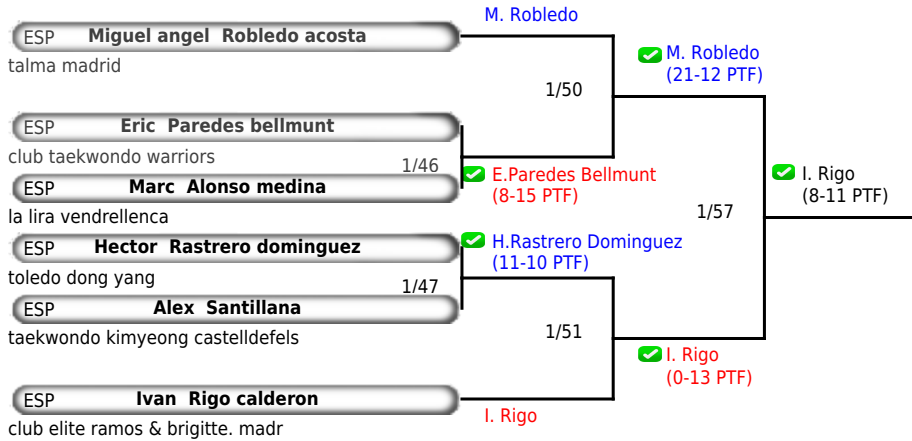 M. Robledo
ESP Miguel angel Robledo acosta
talma madrid
M. Robledo
(21-12 PTF)
1/50
ESP Eric Paredes bellmunt
club taekwondo warriors
1/46
E.Paredes Bellmunt
(8-15 PTF)
ESP Marc Alonso medina
la lira vendrellenca
I. Rigo
(8-11 PTF)
1/57
ESP Hector Rastrero dominguez
toledo dong yang
H.Rastrero Dominguez
(11-10 PTF)
1/47
ESP Alex Santillana
taekwondo kimyeong castelldefels
1/51
I. Rigo
(0-13 PTF)
ESP Ivan Rigo calderon
club elite ramos & brigitte. madr
I. Rigo